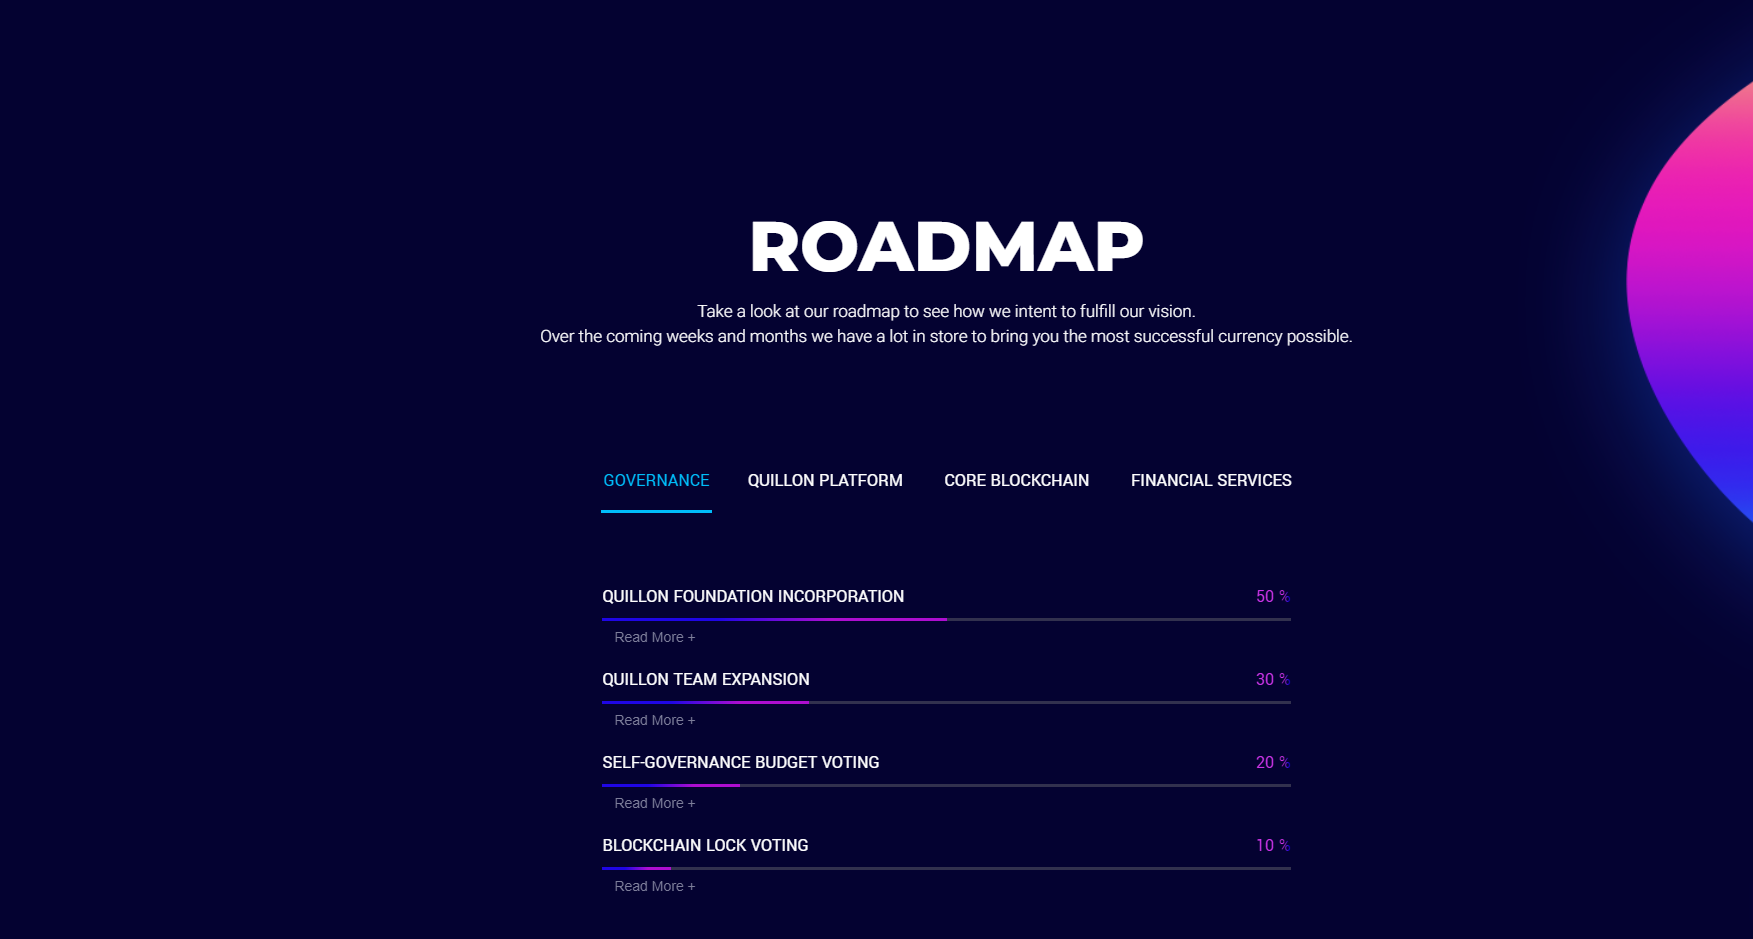 ROADMAP
Take a look at our roadmap to see how we intent to fulfill our vision.
Over the coming weeks and months we have a lot in store to bring you the most successful currency possible.
GOVERNANCE QUILLON PLATFORM CORE BLOCKCHAIN FINANCIAL SERVICES
QUILLON FOUNDATION INCORPORATION 50 %
Read More +
QUILLON TEAM EXPANSION 30 %
Read More +
SELF-GOVERNANCE BUDGET VOTING 20 %
Read More +
BLOCKCHAIN LOCK VOTING 10 %
Read More +